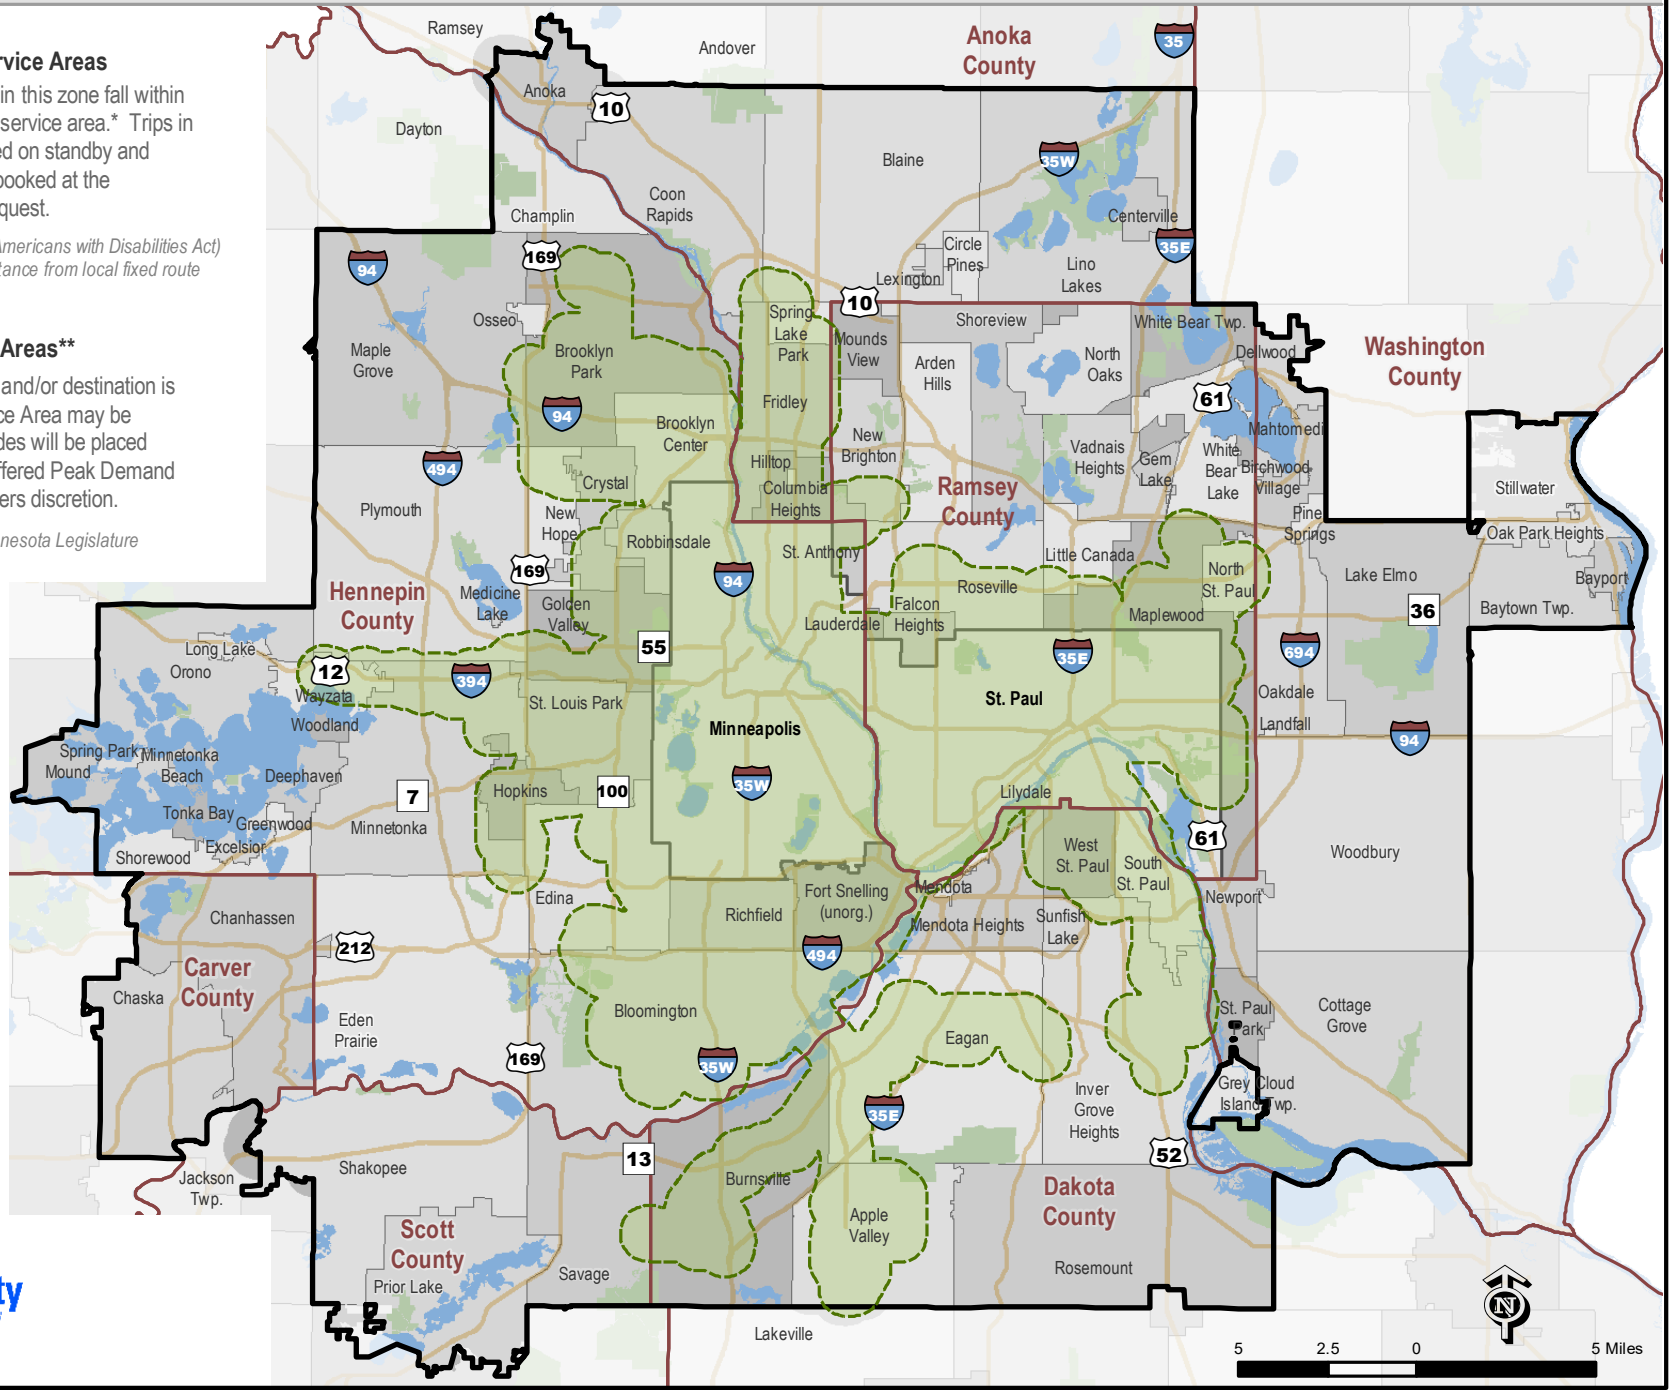 rvice Areas
in this zone fall within
service area.* Trips in
ed on standby and
booked at the
quest.
Americans with Disabilities Act)
tance from local fixed route
Areas**
and/or destination is
ce Area may be
des will be placed
ffered Peak Demand
ers discretion.
nesota Legislature
ty
Ramsey
Andover
Anoka
County
35
Anoka
10
Dayton
Blaine
35W
Coon
Rapids
Champlin
Centerville
169
94
Circle
Pines
35E
Lexington
Lino
Lakes
10
Osseo
Spring
Lake
Park
Shoreview
White Bear Twp.
Maple
Grove
Brooklyn
Park
Mounds
View
Arden
Hills
North
Oaks
Dellwood
Washington
County
94
Fridley
61
Brooklyn
Center
New
Brighton
Mahtomedi
494
Hilltop
Vadnais
Heights
Gem
Lake
White
Bear
Lake
Birchwood
Village
Crystal
Columbia
Heights
Ramsey
County
Stillwater
Plymouth
New
Hope
Pine
Springs
Robbinsdale
St. Anthony
Little Canada
Oak Park Heights
169
94
Roseville
North
St. Paul
Lake Elmo
Bayport
Hennepin
County
Medicine
Lake
Golden
Valley
Falcon
Heights
Maplewood
36
Baytown Twp.
Lauderdale
Long Lake
55
35E
694
Orono
12
394
Wayzata
St. Louis Park
St. Paul
Oakdale
Woodland
Minneapolis
Landfall
94
Spring Park
Mound
Minnetonka
Beach
Deephaven
35W
Hopkins
100
Lilydale
7
Tonka Bay
Greenwood
Minnetonka
61
Excelsior
Shorewood
West
St. Paul
South
St. Paul
Woodbury
Mendota
Fort Snelling
(unorg.)
Edina
Newport
Chanhassen
Richfield
Mendota Heights
Sunfish
Lake
212
494
Carver
County
Chaska
Bloomington
St. Paul
Park
Cottage
Grove
Eden
Prairie
Eagan
169
35W
Grey Cloud
Island Twp.
Inver
Grove
Heights
35E
13
52
Shakopee
Jackson
Twp.
Burnsville
Dakota
County
Scott
County
Apple
Valley
Savage
Rosemount
Prior Lake
Lakeville
N
5 2.5 0 5 Miles